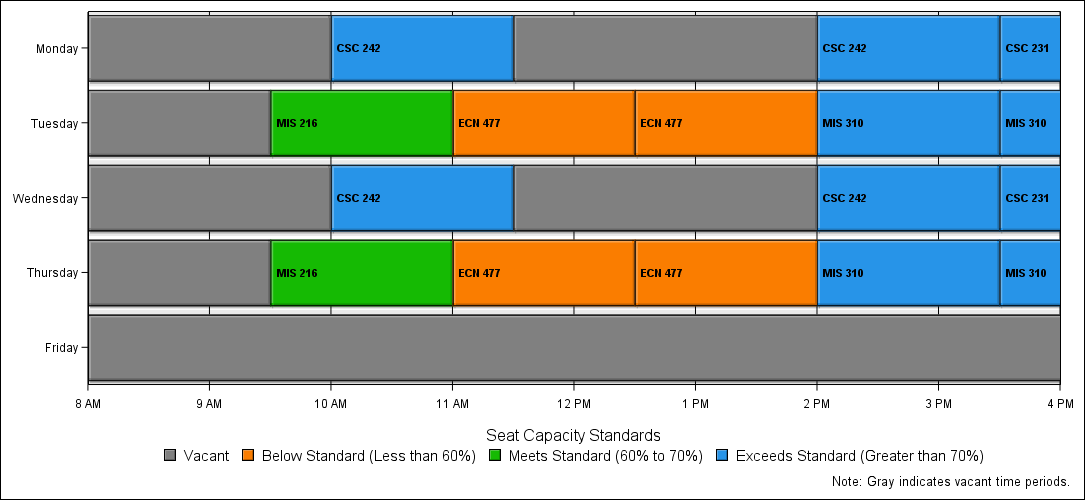 Monday CSC 242 CSC 242 CSC 231
Tuesday MIS 216 ECN 477 ECN 477 MIS 310 MIS 310
Wednesday CSC 242 CSC 242 CSC 231
Thursday MIS 216 ECN 477 ECN 477 MIS 310 MIS 310
Friday
8 AM 9 AM 10 AM 11 AM 12 PM 1 PM 2 PM 3 PM 4 PM
Seat Capacity Standards
Vacant Below Standard (Less than 60%) Meets Standard (60% to 70%) Exceeds Standard (Greater than 70%)
Note: Gray indicates vacant time periods.